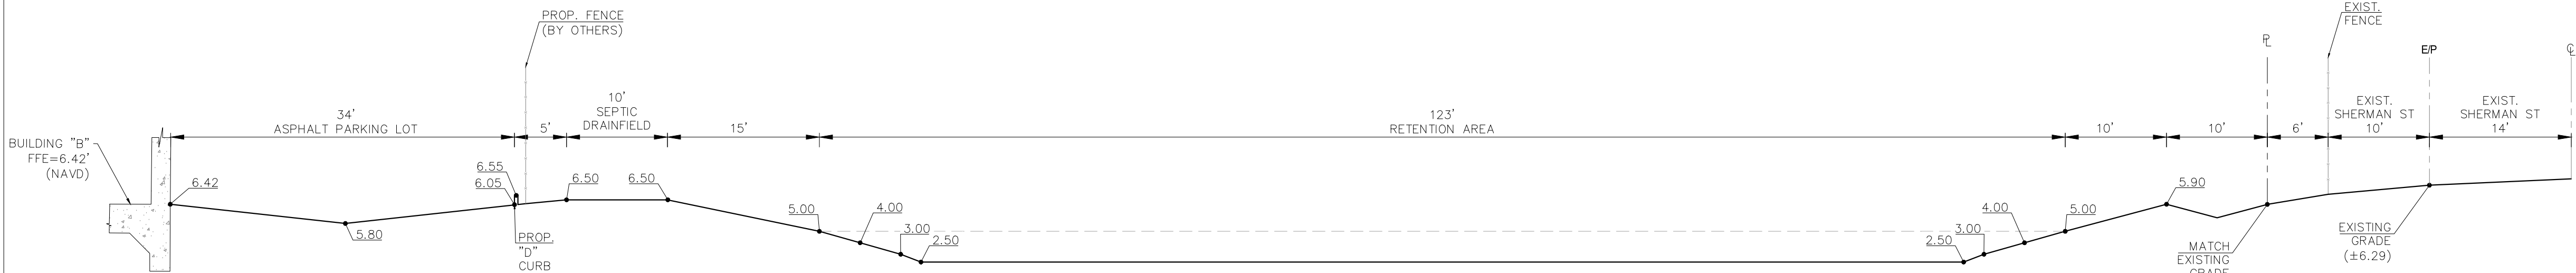 PROP. FENCE
(BY OTHERS)
EXIST.
FENCE
PL
E/P
CL
34'
ASPHALT PARKING LOT
5'
10'
SEPTIC
DRAINFIELD
15'
123'
RETENTION AREA
10'
10'
6'
EXIST.
SHERMAN ST
10'
EXIST.
SHERMAN ST
14'
BUILDING "B"
FFE=6.42'
(NAVD)
6.42
5.80
6.55
6.05
PROP.
"D"
CURB
6.50
6.50
5.00
4.00
3.00
2.50
2.50
3.00
4.00
5.00
5.90
MATCH
EXISTING
GRADE
EXISTING
GRADE
(±6.29)